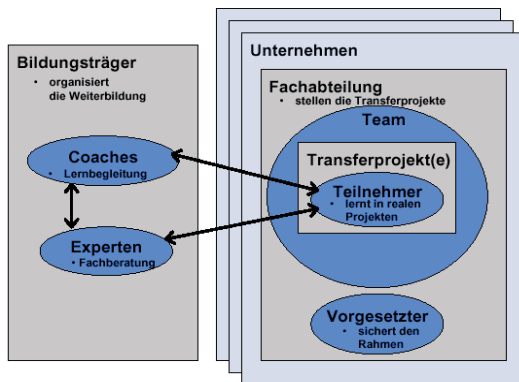 Bildungsträger
• organisiert
die Weiterbildung
Coaches
• Lernbegleitung
Experten
• Fachberatung
Unternehmen
Fachabteilung
• stellen die Transferprojekte
Team
Transferprojekt(e)
Teilnehmer
• lernt in realen
Projekten
Vorgesetzter
• sichert den
Rahmen